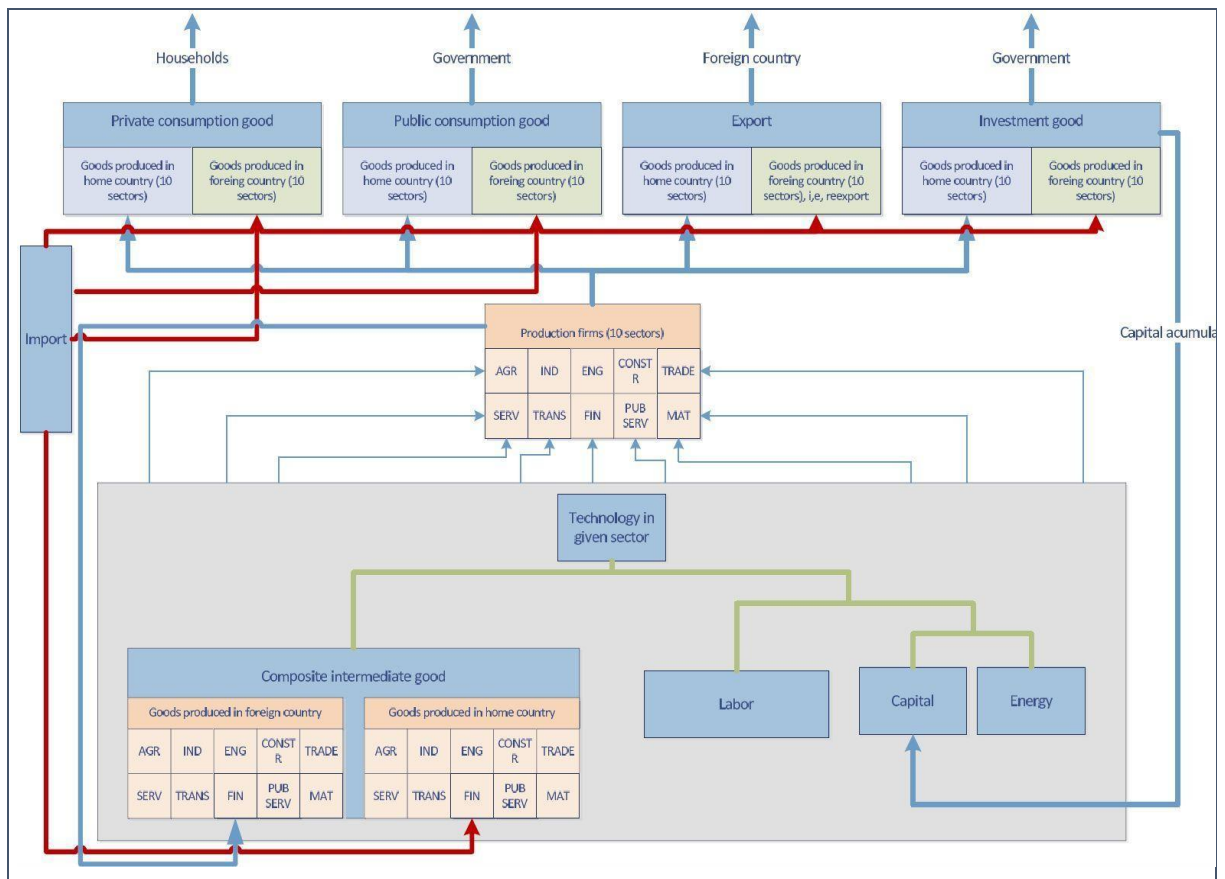 Households
Government
Foreign country
Government
Private consumption good
Public consumption good
Export
Investment good
Goods produced in
home country (10
sectors)
Goods produced in
foreing country (10
sectors)
Goods produced in
home country (10
sectors)
Goods produced in
foreing country (10
sectors)
Goods produced in
home country (10
sectors)
Goods produced in
foreing country (10
sectors), i,e, reexport
Goods produced in
home country (10
sectors)
Goods produced in
foreing country (10
sectors)
Import
Production firms (10 sectors)
Capital acumula
AGR
IND
ENG
CONST
R
TRADE
SERV
TRANS
FIN
PUB
SERV
MAT
Technology in
given sector
Composite intermediate good
Labor
Capital
Energy
Goods produced in foreign country
Goods produced in home country
AGR
IND
ENG
CONST
R
TRADE
SERV
TRANS
FIN
PUB
SERV
MAT
AGR
IND
ENG
CONST
R
TRADE
SERV
TRANS
FIN
PUB
SERV
MAT